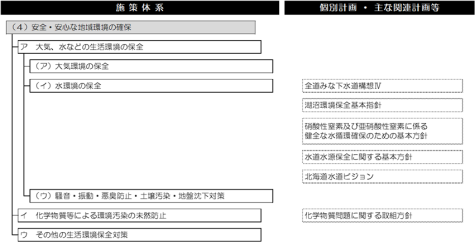 施策体系
個別計画・主な関連計画等
（４）安全・安心な地域環境の確保
ア　大気、水などの生活環境の保全
（ア）大気環境の保全
（イ）水環境の保全
全道みな下水道構想Ⅳ
湖沼環境保全基本指針
硝酸性窒素及び亜硝酸性窒素に係る
健全な水循環確保のための基本方針
水道水源保全に関する基本方針
北海道水道ビジョン
（ウ）騒音・振動・悪臭防止・土壌汚染・地盤沈下対策
イ　化学物質等による環境汚染の未然防止
化学物質問題に関する取組方針
ウ　その他の生活環境保全対策